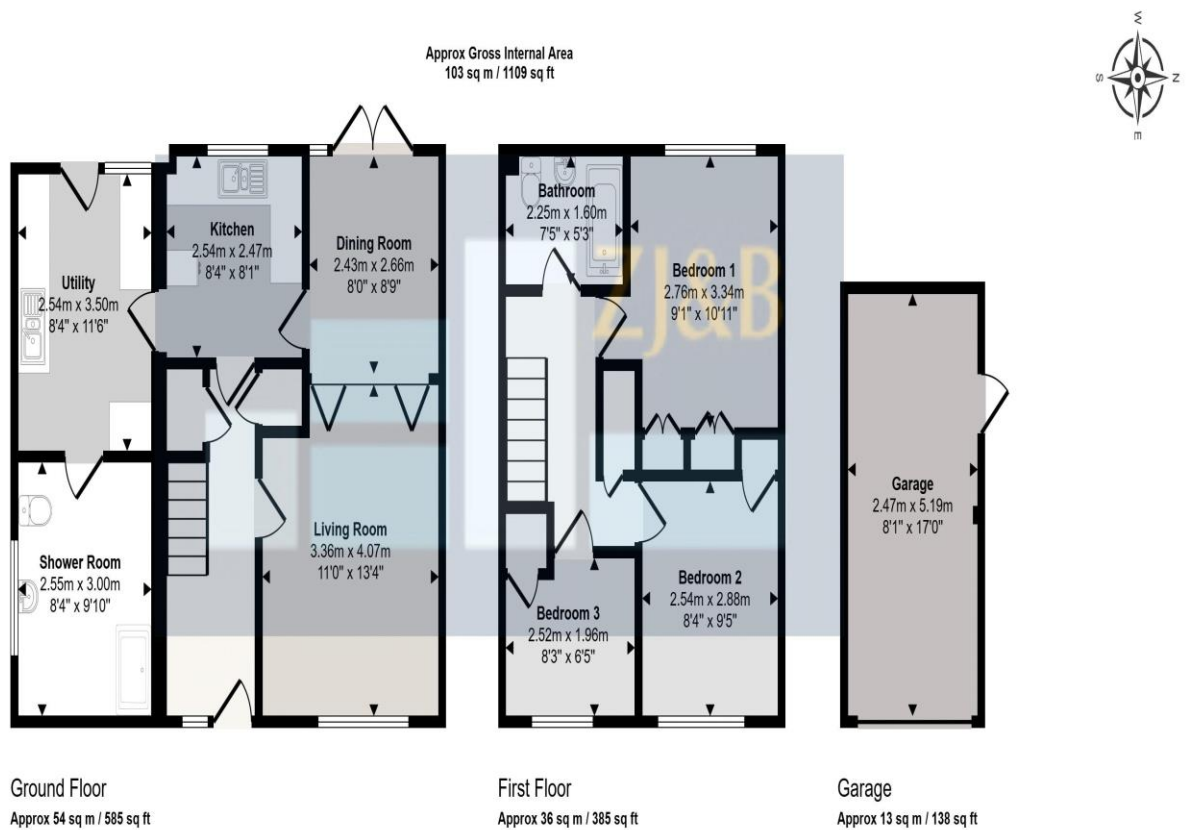 Approx Gross Internal Area
103 sq m / 1109 sq ft
W
S
N
E
Kitchen
2.54m x 2.47m
8'4" x 8'1"
Dining Room
2.43m x 2.66m
8'0" x 8'9"
Utility
2.54m x 3.50m
8'4" x 11'6"
Living Room
3.36m x 4.07m
11'0" x 13'4"
Shower Room
2.55m x 3.00m
8'4" x 9'10"
Bathroom
2.25m x 1.60m
7'5" x 5'3"
Bedroom 1
2.76m x 3.34m
9'1" x 10'11"
ZJ&B
Bedroom 2
2.54m x 2.88m
8'4" x 9'5"
Bedroom 3
2.52m x 1.96m
8'3" x 6'5"
Garage
2.47m x 5.19m
8'1" x 17'0"
Ground Floor
Approx 54 sq m / 585 sq ft
First Floor
Approx 36 sq m / 385 sq ft
Garage
Approx 13 sq m / 138 sq ft